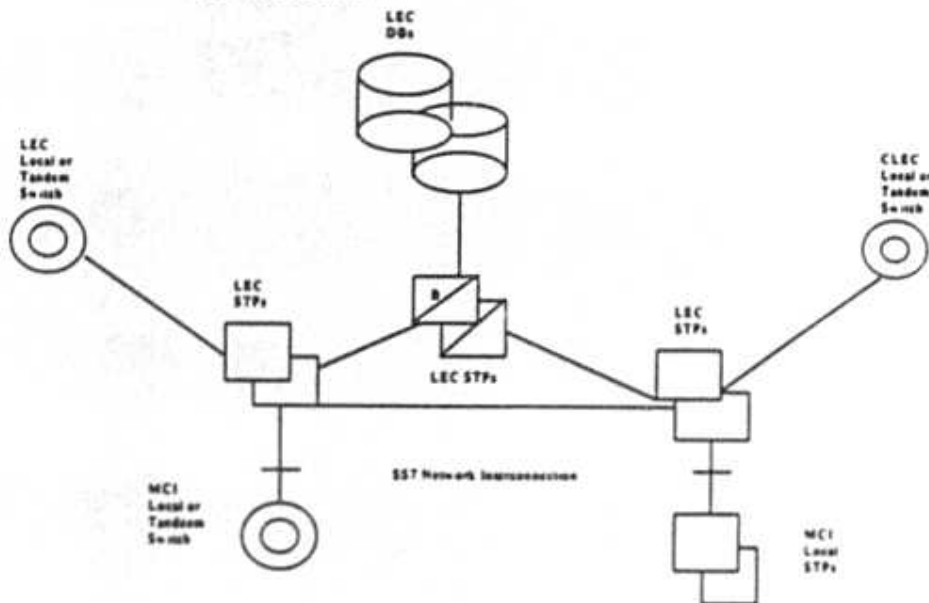 LEC
DBs
LEC
Local or
Tandem
Switch
CLEC
Local or
Tandem
Switch
LEC
STPs
LEC
STPs
LEC STPs
SS7 Network Interconnection
MCI
Local or
Tandem
Switch
MCI
Local
STPs